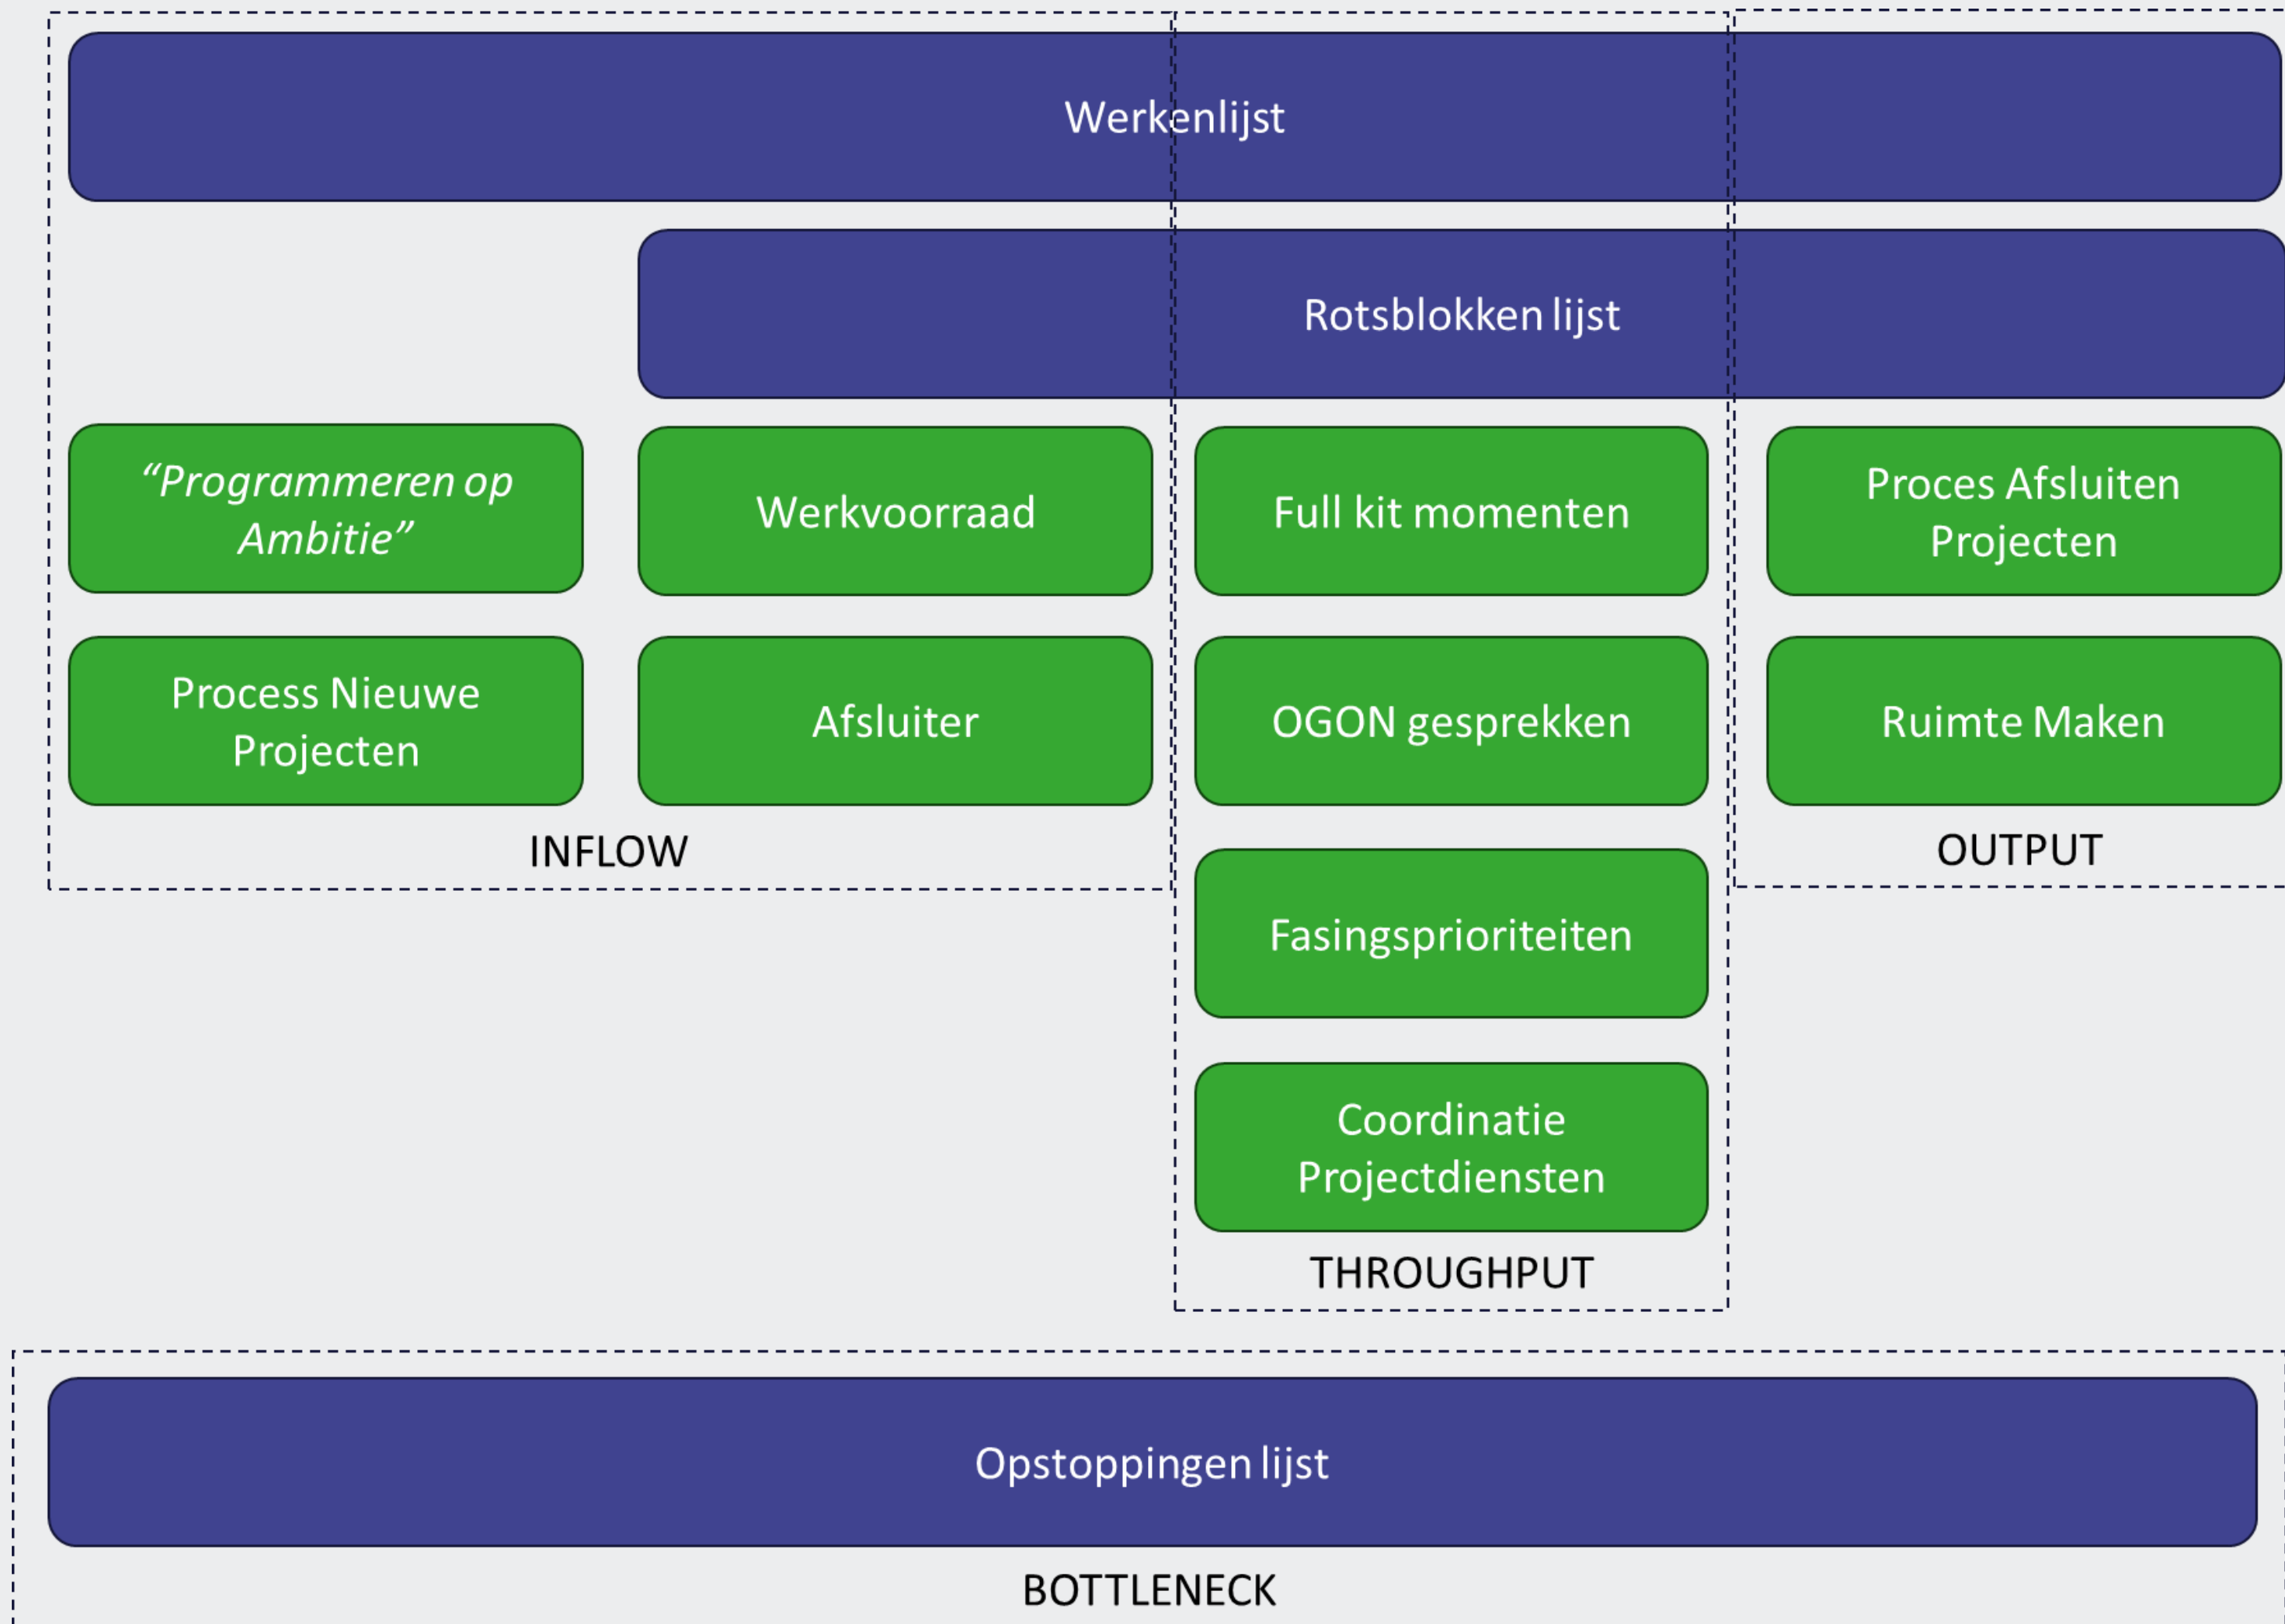 Werkenlijst
Rotsblokken lijst
“Programmeren op
Ambitie”
Werkvoorraad
Full kit momenten
Proces Afsluiten
Projecten
Process Nieuwe
Projecten
Afsluiter
OGON gesprekken
Ruimte Maken
INFLOW
OUTPUT
Fasingsprioriteiten
Coordinatie
Projectdiensten
THROUGHPUT
Opstoppingen lijst
BOTTLENECK